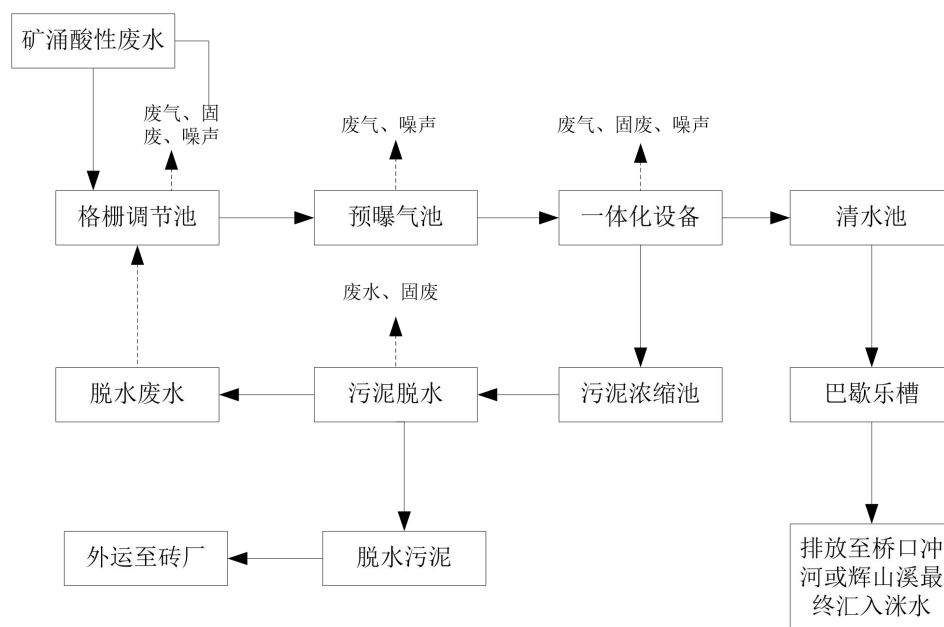 矿涌酸性废水
废气、固
废、噪声
废气、噪声
废气、固废、噪声
格栅调节池
预曝气池
一体化设备
清水池
废水、固废
脱水废水
污泥脱水
污泥浓缩池
巴歇乐槽
外运至砖厂
脱水污泥
排放至桥口冲
河或辉山溪最
终汇入洣水